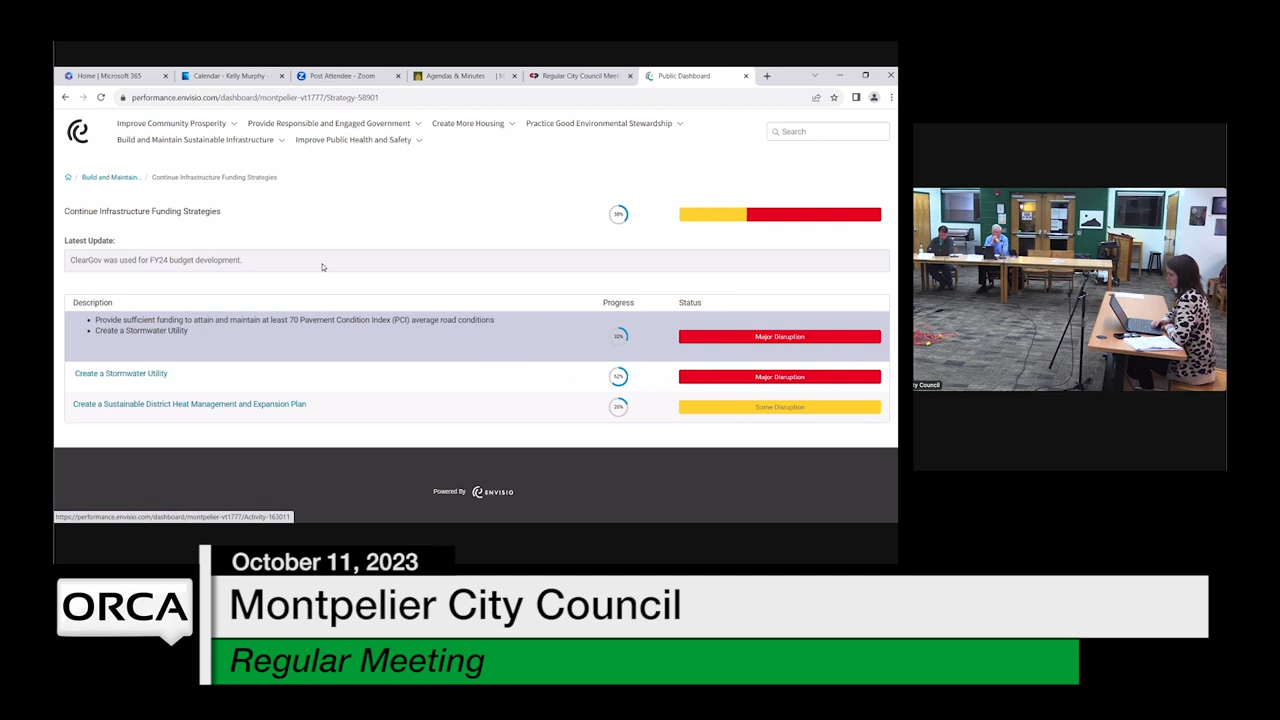 Home | Microsoft 365
Calendar - Kelly Murphy -
Post Attendee - Zoom
Agendas & Minutes | M
Regular City Council Meeti
Public Dashboard
performance.envisio.com/dashboard/montpelier-vt1777/Strategy-58901
Improve Community Prosperity
Provide Responsible and Engaged Government
Create More Housing
Practice Good Environmental Stewardship
Build and Maintain Sustainable Infrastructure
Improve Public Health and Safety
Search
/ Build and Maintain... / Continue Infrastructure Funding Strategies
Continue Infrastructure Funding Strategies
38%
Latest Update:
ClearGov was used for FY24 budget development.
Description Progress Status
• Provide sufficient funding to attain and maintain at least 70 Pavement Condition Index (PCI) average road conditions
• Create a Stormwater Utility
Major Disruption
Create a Stormwater Utility
62%
Major Disruption
Create a Sustainable District Heat Management and Expansion Plan
20%
Some Disruption
Powered By ENVISIO
https://performance.envisio.com/dashboard/montpelier-vt1777/Activity-163011
ty Council
October 11, 2023
ORCA
Montpelier City Council
Regular Meeting